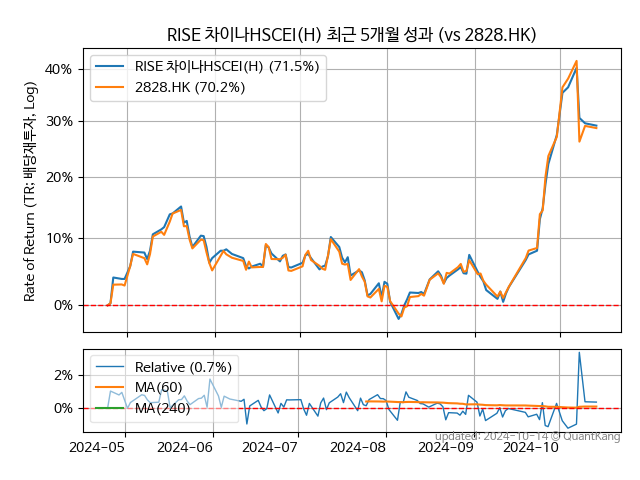 RISE 차이나HSCEI(H) 최근 5개월 성과 (vs 2828.HK)
Rate of Return (TR: 배당재투자, Log)
40%
30%
20%
10%
0%
RISE 차이나HSCEI(H) (71.5%)
2828.HK (70.2%)
2%
0%
Relative (0.7%)
MA(60)
MA(240)
2024-05
2024-06
2024-07
2024-08
2024-09
2024-10
updated: 2024-10-14 © QuantKang